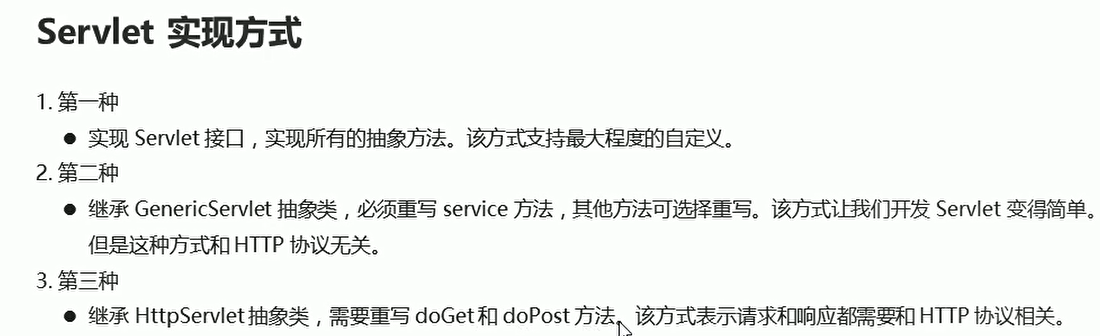 Servlet 实现方式
1. 第一种
● 实现 Servlet 接口，实现所有的抽象方法。该方式支持最大程度的自定义。
2. 第二种
● 继承 GenericServlet 抽象类，必须重写 service 方法，其他方法可选择重写。该方式让我们开发 Servlet 变得简单。
但是这种方式和 HTTP 协议无关。
3. 第三种
● 继承 HttpServlet 抽象类，需要重写 doGet 和 doPost 方法。该方式表示请求和响应都需要和 HTTP 协议相关。